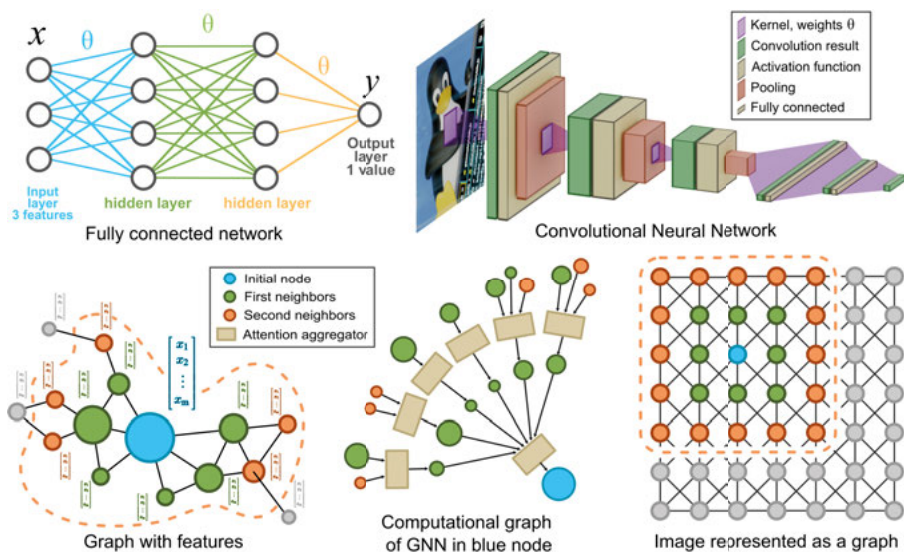 x
θ
θ
θ
y
Input
layer
3 features
hidden layer
hidden layer
Output
layer
1 value
Fully connected network
Kernel, weights θ
Convolution result
Activation function
Pooling
Fully connected
Convolutional Neural Network
Initial node
First neighbors
Second neighbors
Attention aggregator
x₁
x₂
...
xₘ
Graph with features
Computational graph
of GNN in blue node
Image represented as a graph